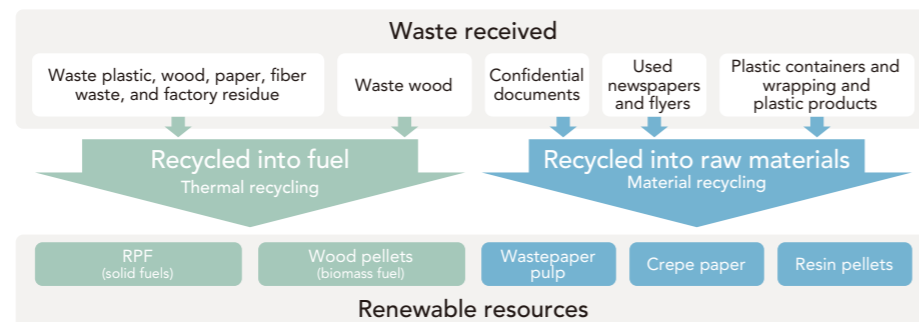 Waste received
Waste plastic, wood, paper, fiber
waste, and factory residue
Waste wood
Confidential
documents
Used
newspapers
and flyers
Plastic containers and
wrapping and
plastic products
Recycled into fuel
Thermal recycling
Recycled into raw materials
Material recycling
RPF
(solid fuels)
Wood pellets
(biomass fuel)
Wastepaper
pulp
Crepe paper
Resin pellets
Renewable resources